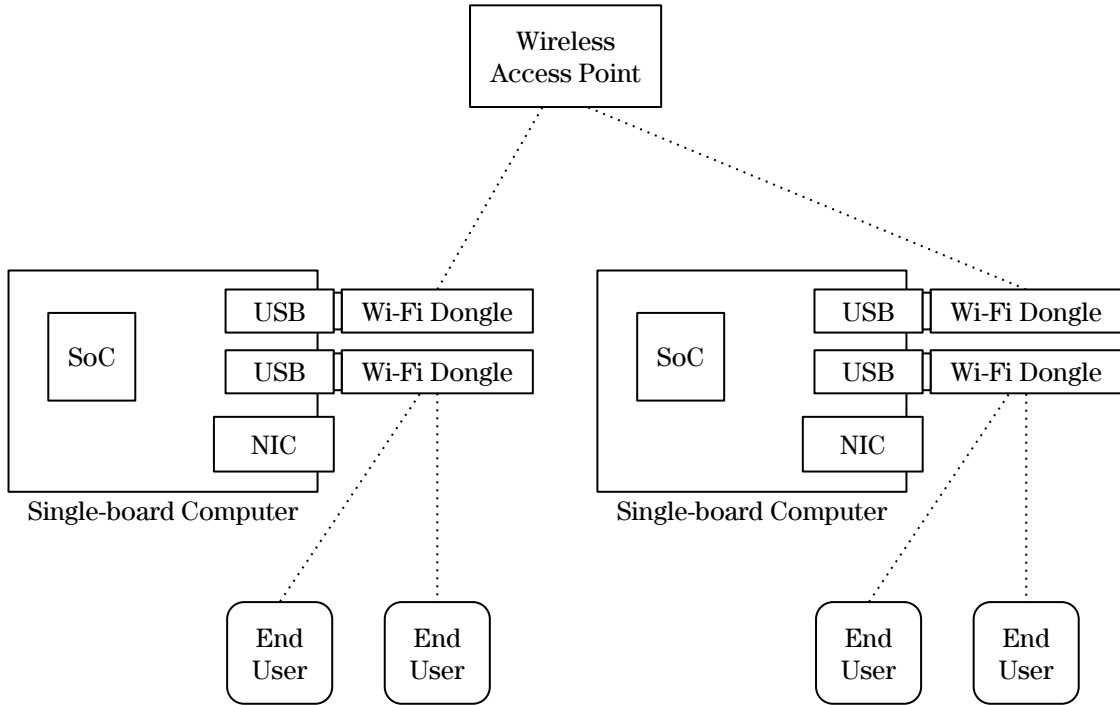 Wireless
Access Point
USB
Wi-Fi Dongle
SoC
USB
Wi-Fi Dongle
NIC
Single-board Computer
USB
Wi-Fi Dongle
SoC
USB
Wi-Fi Dongle
NIC
Single-board Computer
End
User
End
User
End
User
End
User